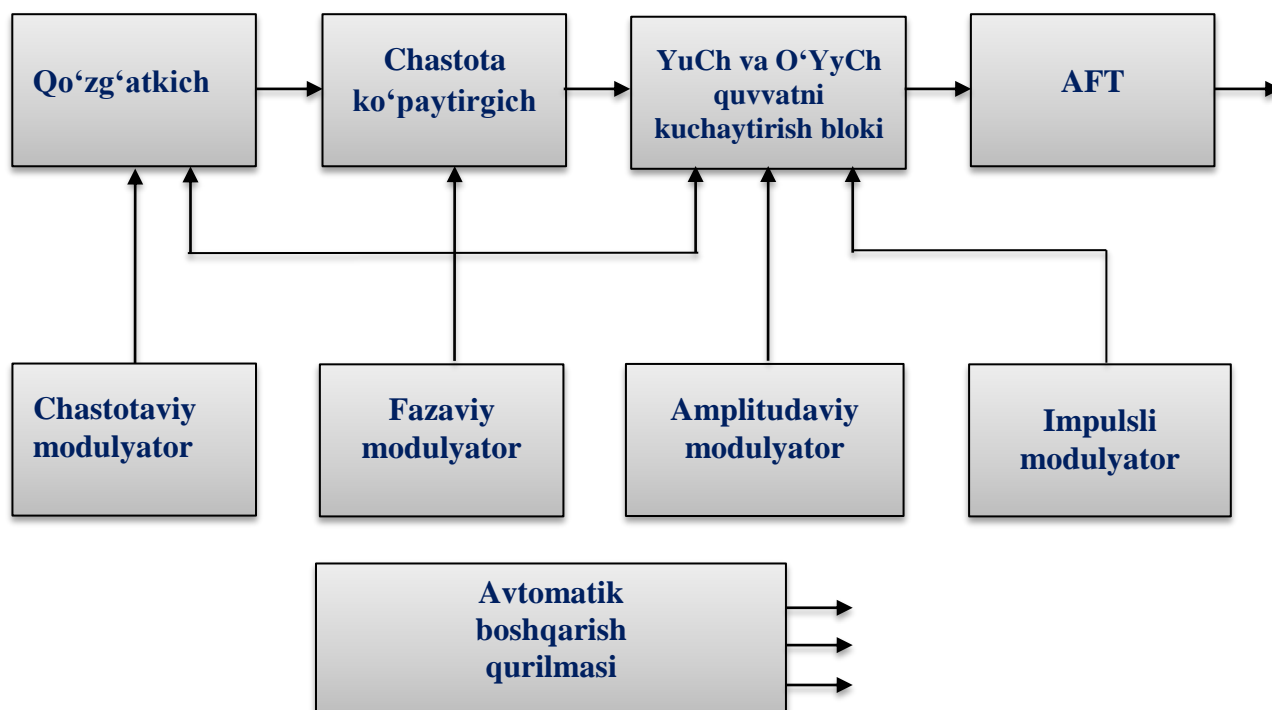 Qo‘zg‘atkich
Chastota
ko‘paytirgich
YuCh va O‘YyCh
quvvatni
kuchaytirish bloki
AFT
Chastotaviy
modulyator
Fazaviy
modulyator
Amplitudaviy
modulyator
Impulsli
modulyator
Avtomatik
boshqarish
qurilmasi